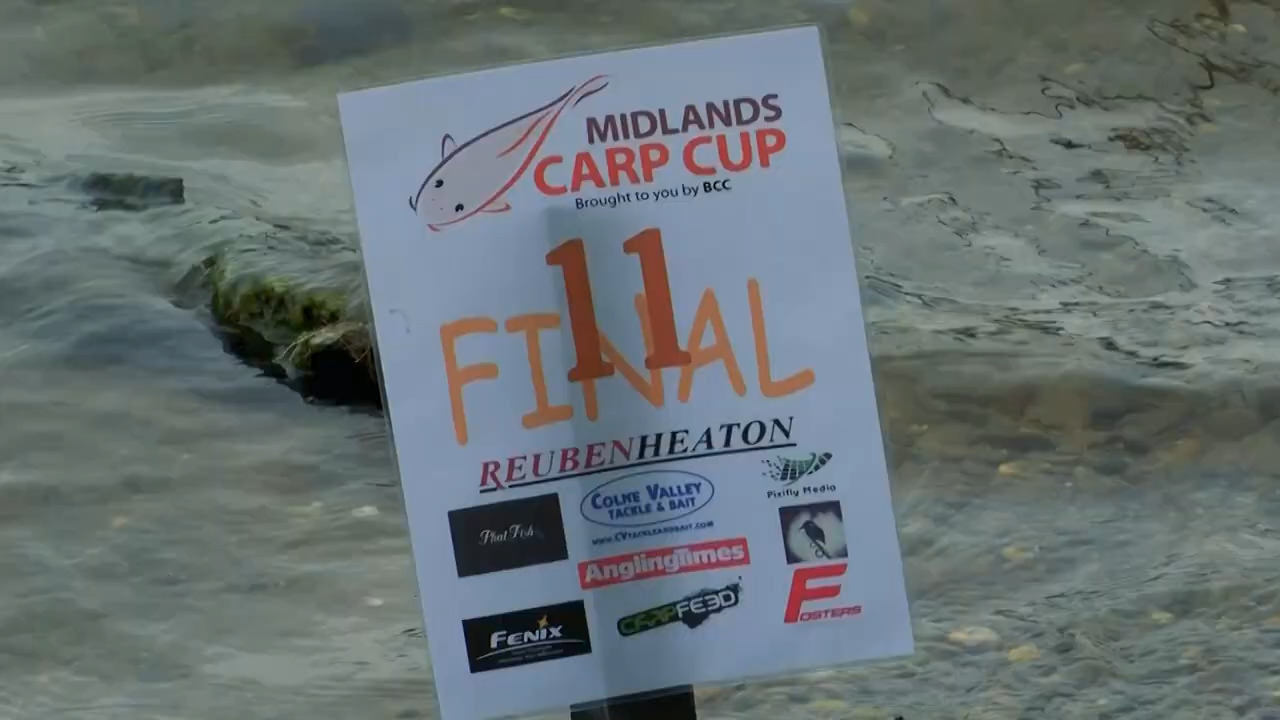 MIDLANDS
CARP CUP
Brought to you by BCC
11
FINAL
REUBENHEATON
COLNE VALLEY
TACKLE & BAIT
www.CVTACKLEANDBAIT.COM
Pixifly Media
Phat Fish
AnglingTimes
CARPFEED
FOSTERS
FENIX